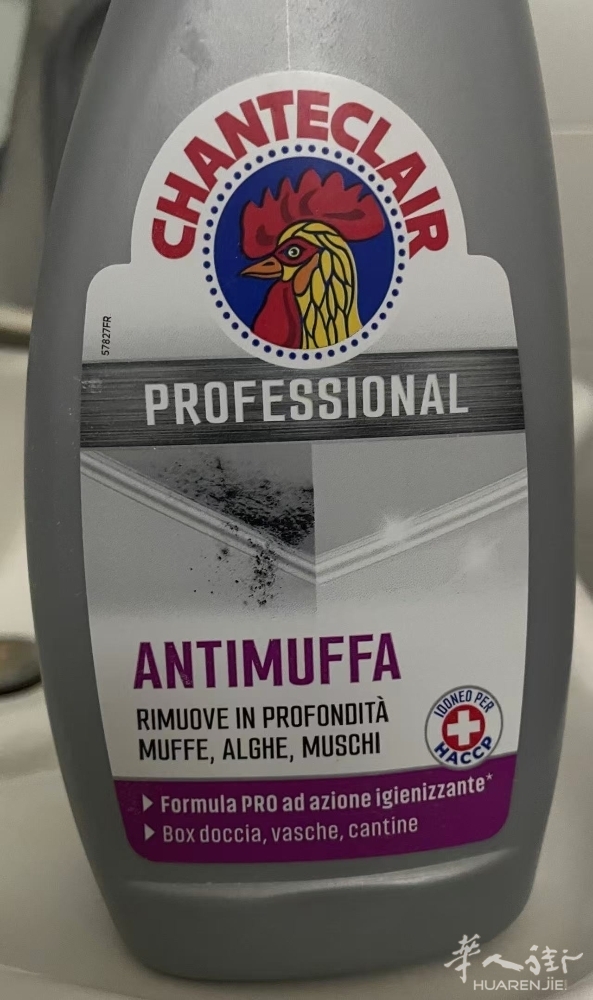 CHANTECLAIR
57827FR
PROFESSIONAL
ANTIMUFFA
RIMUOVE IN PROFONDITÀ
MUFFE, ALGHE, MUSCHI
IDONEO PER
HACCP
Formula PRO ad azione igienizzante*
Box doccia, vasche, cantine
華人街
HUARENJIE